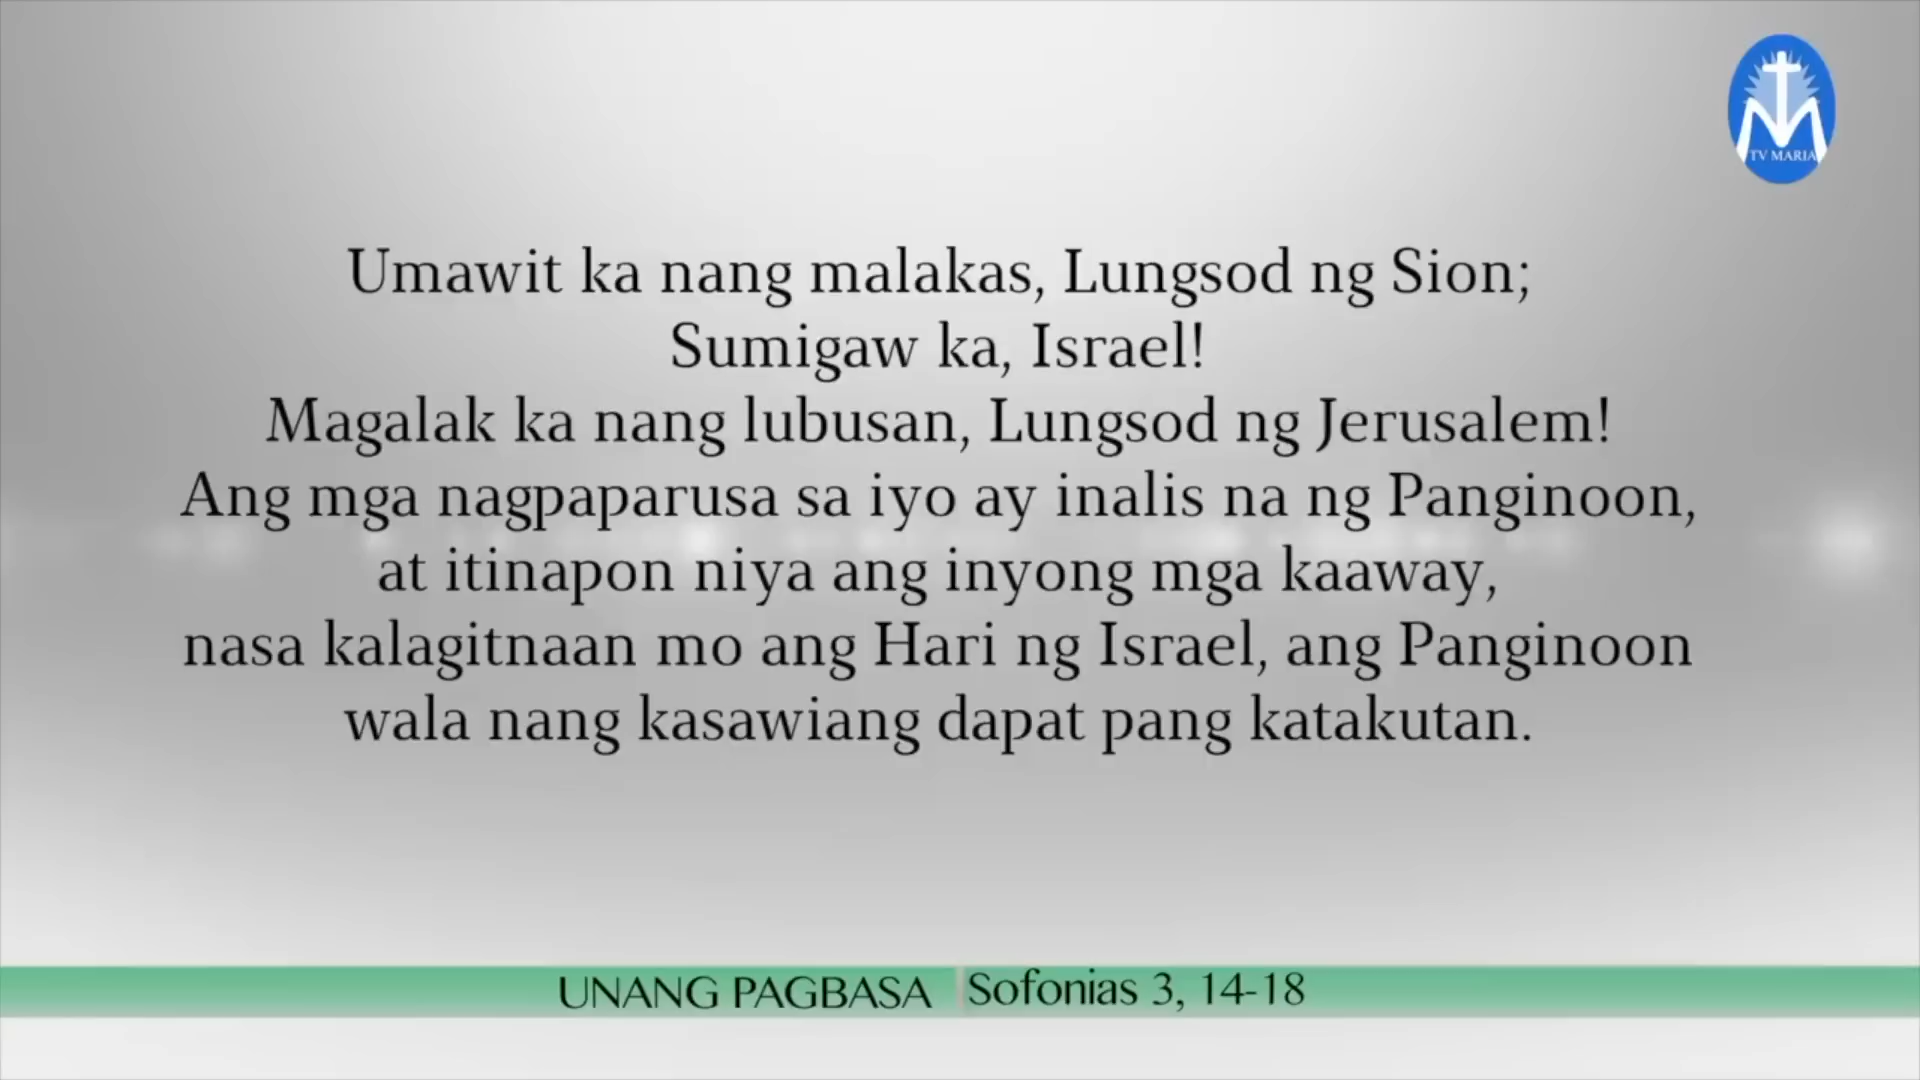 TV MARIA
Umawit ka nang malakas, Lungsod ng Sion;
Sumigaw ka, Israel!
Magalak ka nang lubusan, Lungsod ng Jerusalem!
Ang mga nagpaparusa sa iyo ay inalis na ng Panginoon,
at itinapon niya ang inyong mga kaaway,
nasa kalagitnaan mo ang Hari ng Israel, ang Panginoon
wala nang kasawiang dapat pang katakutan.
UNANG PAGBASA Sofonias 3, 14-18